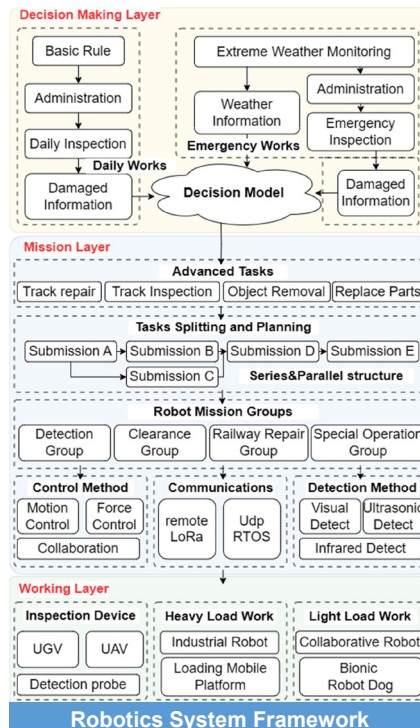 Decision Making Layer
Basic Rule
Administration
Daily Inspection
Daily Works
Damaged
Information
Extreme Weather Monitoring
Weather
Information
Administration
Emergency
Inspection
Emergency Works
Decision Model
Damaged
Information
Mission Layer
Advanced Tasks
Track repair
Track Inspection
Object Removal
Replace Parts
Tasks Splitting and Planning
Submission A
Submission B
Submission D
Submission E
Submission C
Series&Parallel structure
Robot Mission Groups
Detection
Group
Clearance
Group
Railway Repair
Group
Special Operation
Group
Control Method
Motion
Control
Force
Control
Collaboration
Communications
remote
LoRa
Udp
RTOS
Detection Method
Visual
Detect
Ultrasonic
Detect
Infrared Detect
Working Layer
Inspection Device
UGV
UAV
Detection probe
Heavy Load Work
Industrial Robot
Loading Mobile
Platform
Light Load Work
Collaborative Robot
Bionic
Robot Dog
Robotics System Framework